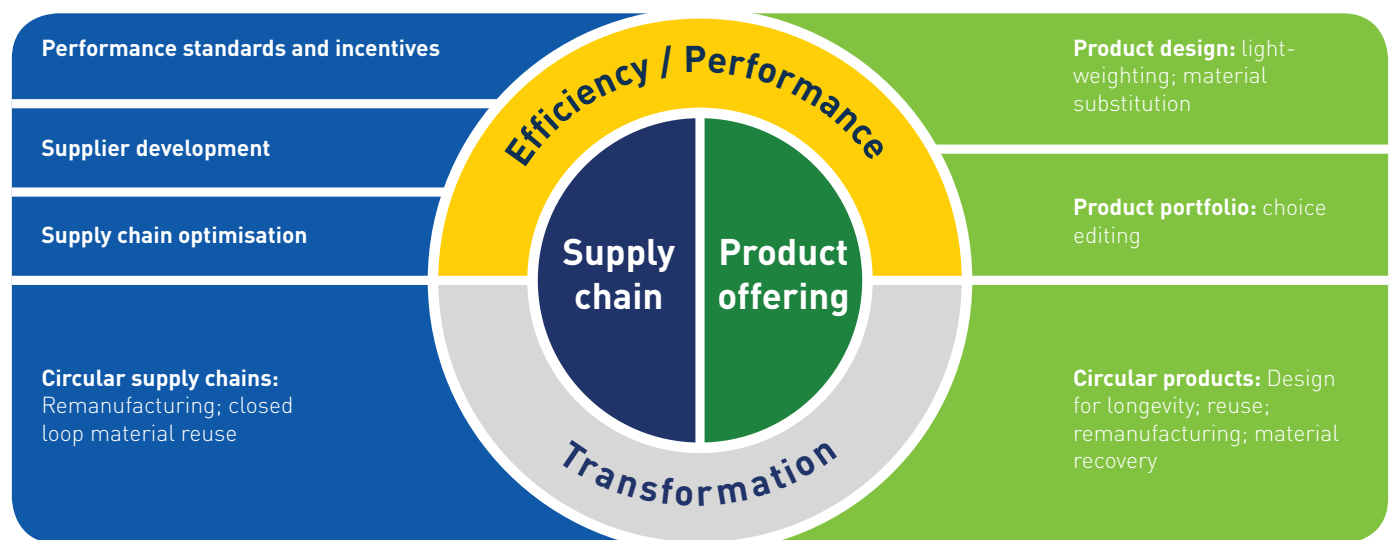 Performance standards and incentives
Supplier development
Supply chain optimisation
Circular supply chains:
Remanufacturing; closed
loop material reuse
Efficiency / Performance
Supply
chain
Product
offering
Transformation
Product design: light-
weighting; material
substitution
Product portfolio: choice
editing
Circular products: Design
for longevity; reuse;
remanufacturing; material
recovery